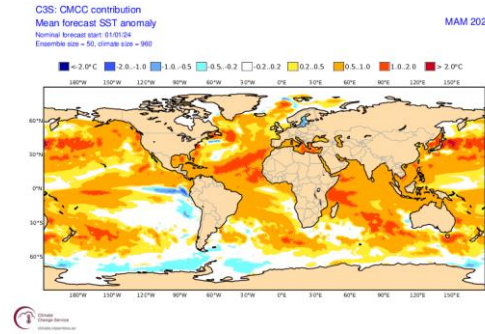 C3S: CMCC contribution
Mean forecast SST anomaly MAM 202
Nominal forecast start: 01/01/24
Ensemble size = 50, climate size = 960
<-2.0°C -2.0..-1.0 -1.0..-0.5 -0.5..-0.2 -0.2..0.2 0.2..0.5 0.5..1.0 1.0..2.0 > 2.0°C
180°W 150°W 120°W 90°W 60°W 30°W 0°E 30°E 60°E 90°E 120°E 150°E
60°N
30°N
0°N
30°S
60°S
180°W 150°W 120°W 90°W 60°W 30°W 0°E 30°E 60°E 90°E 120°E 150°E
Climate
Change Service
climate.copernicus.eu